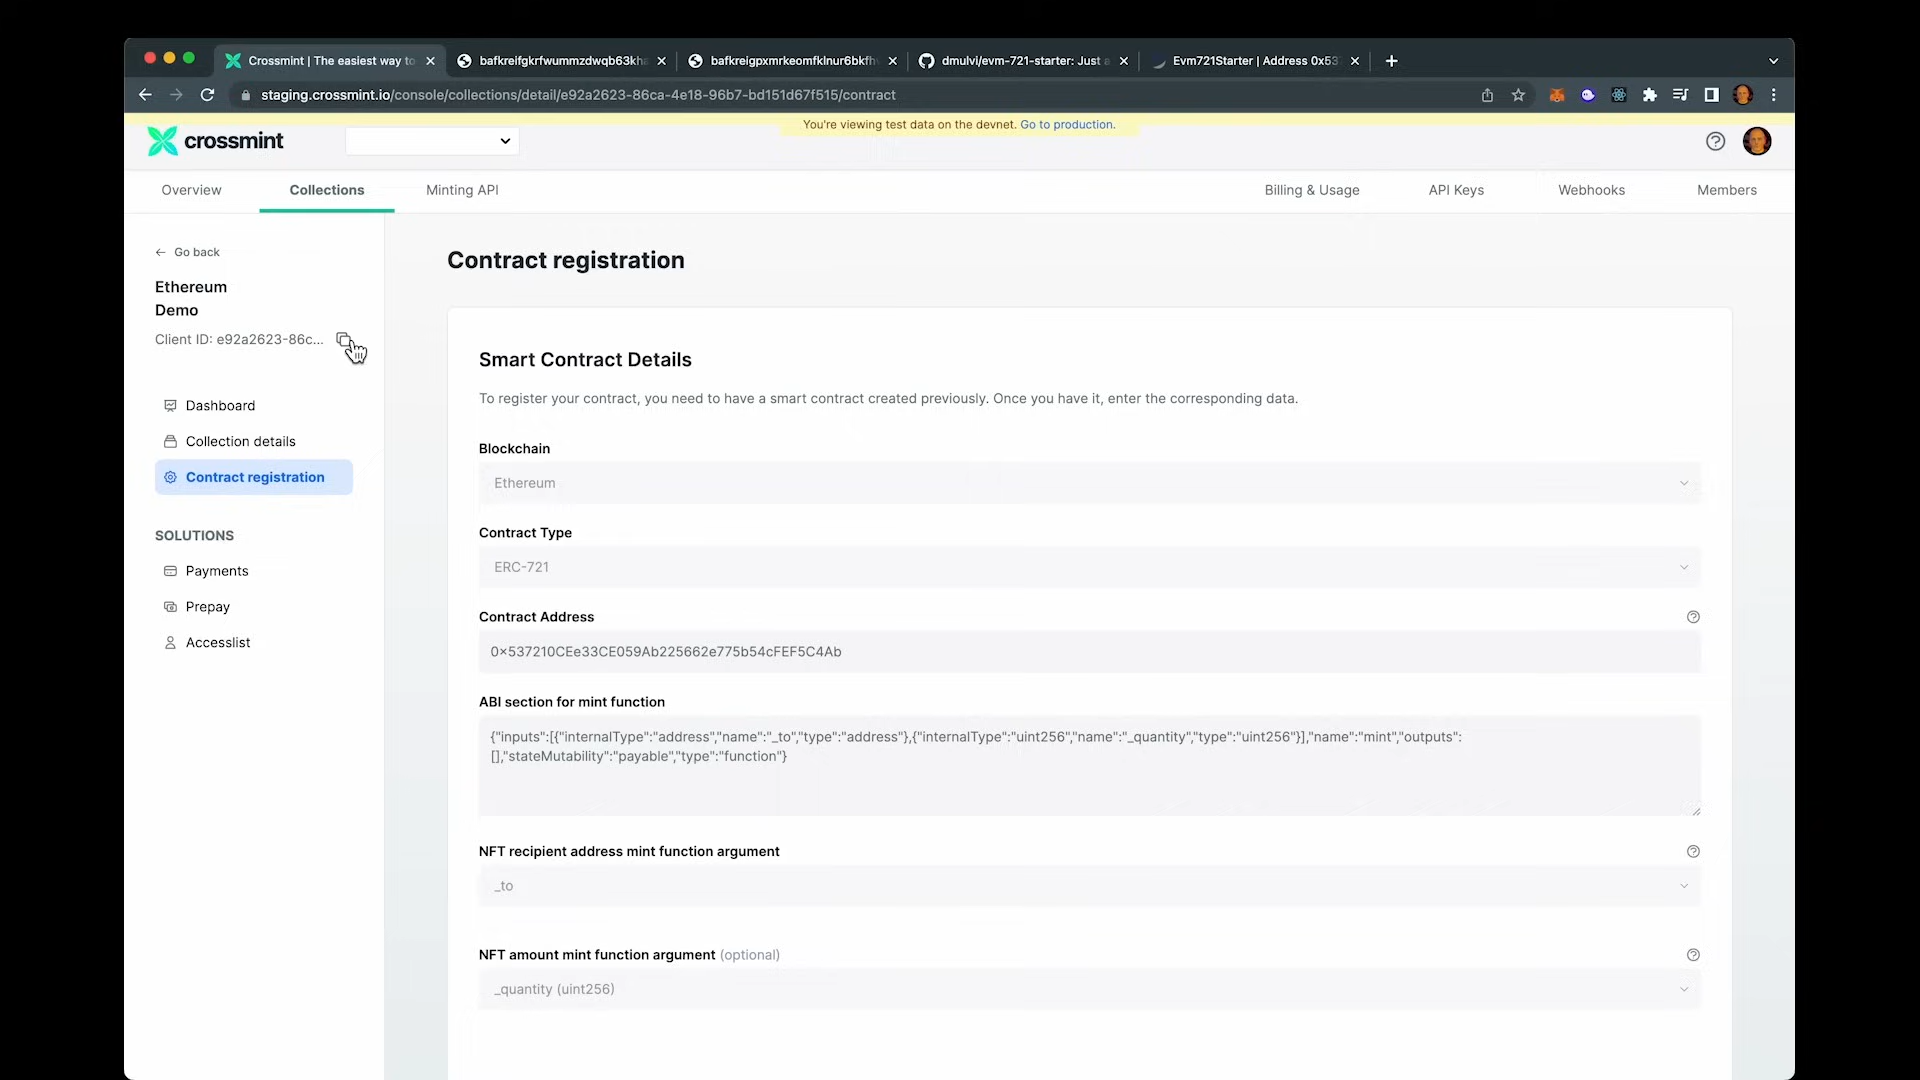 Crossmint | The easiest way to
bafkreifgkrfwummzdwqb63kha
bafkreigpxmrkeomfklnur6bkfh
dmulvi/evm-721-starter: Just a
Evm721Starter | Address 0x53
staging.crossmint.io/console/collections/detail/e92a2623-86ca-4e18-96b7-bd151d67f515/contract
You're viewing test data on the devnet. Go to production.
crossmint
Overview
Collections
Minting API
Billing & Usage
API Keys
Webhooks
Members
← Go back
Ethereum
Demo
Client ID: e92a2623-86c...
Dashboard
Collection details
Contract registration
SOLUTIONS
Payments
Prepay
Accesslist
Contract registration
Smart Contract Details
To register your contract, you need to have a smart contract created previously. Once you have it, enter the corresponding data.
Blockchain
Ethereum
Contract Type
ERC-721
Contract Address
0x537210CEe33CE059Ab225662e775b54cFEF5C4Ab
ABI section for mint function
{"inputs":[{"internalType":"address","name":"_to","type":"address"},{"internalType":"uint256","name":"_quantity","type":"uint256"}],"name":"mint","outputs":
[],"stateMutability":"payable","type":"function"}
NFT recipient address mint function argument
_to
NFT amount mint function argument (optional)
_quantity (uint256)